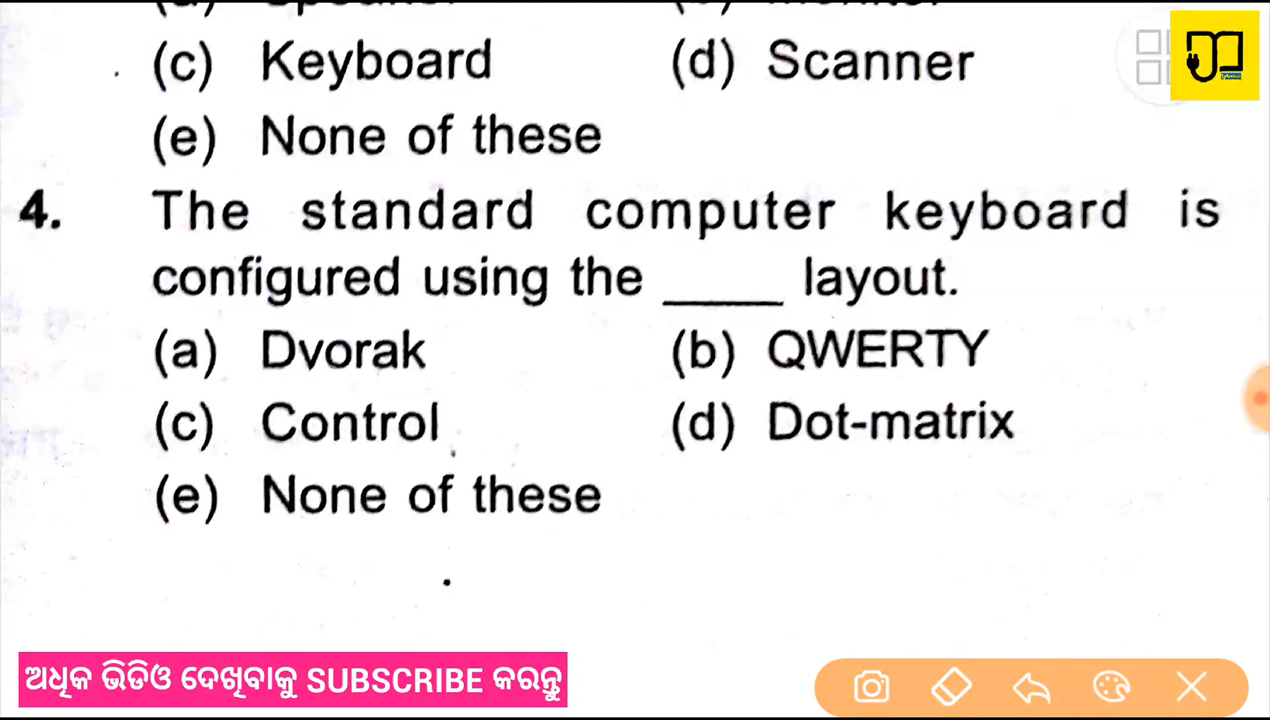 (c) Keyboard (d) Scanner
(e) None of these
4. The standard computer keyboard is
configured using the ____ layout.
(a) Dvorak (b) QWERTY
(c) Control (d) Dot-matrix
(e) None of these
ଅଧିକ ଭିଡିଓ ଦେଖିବାକୁ SUBSCRIBE କରନ୍ତୁ